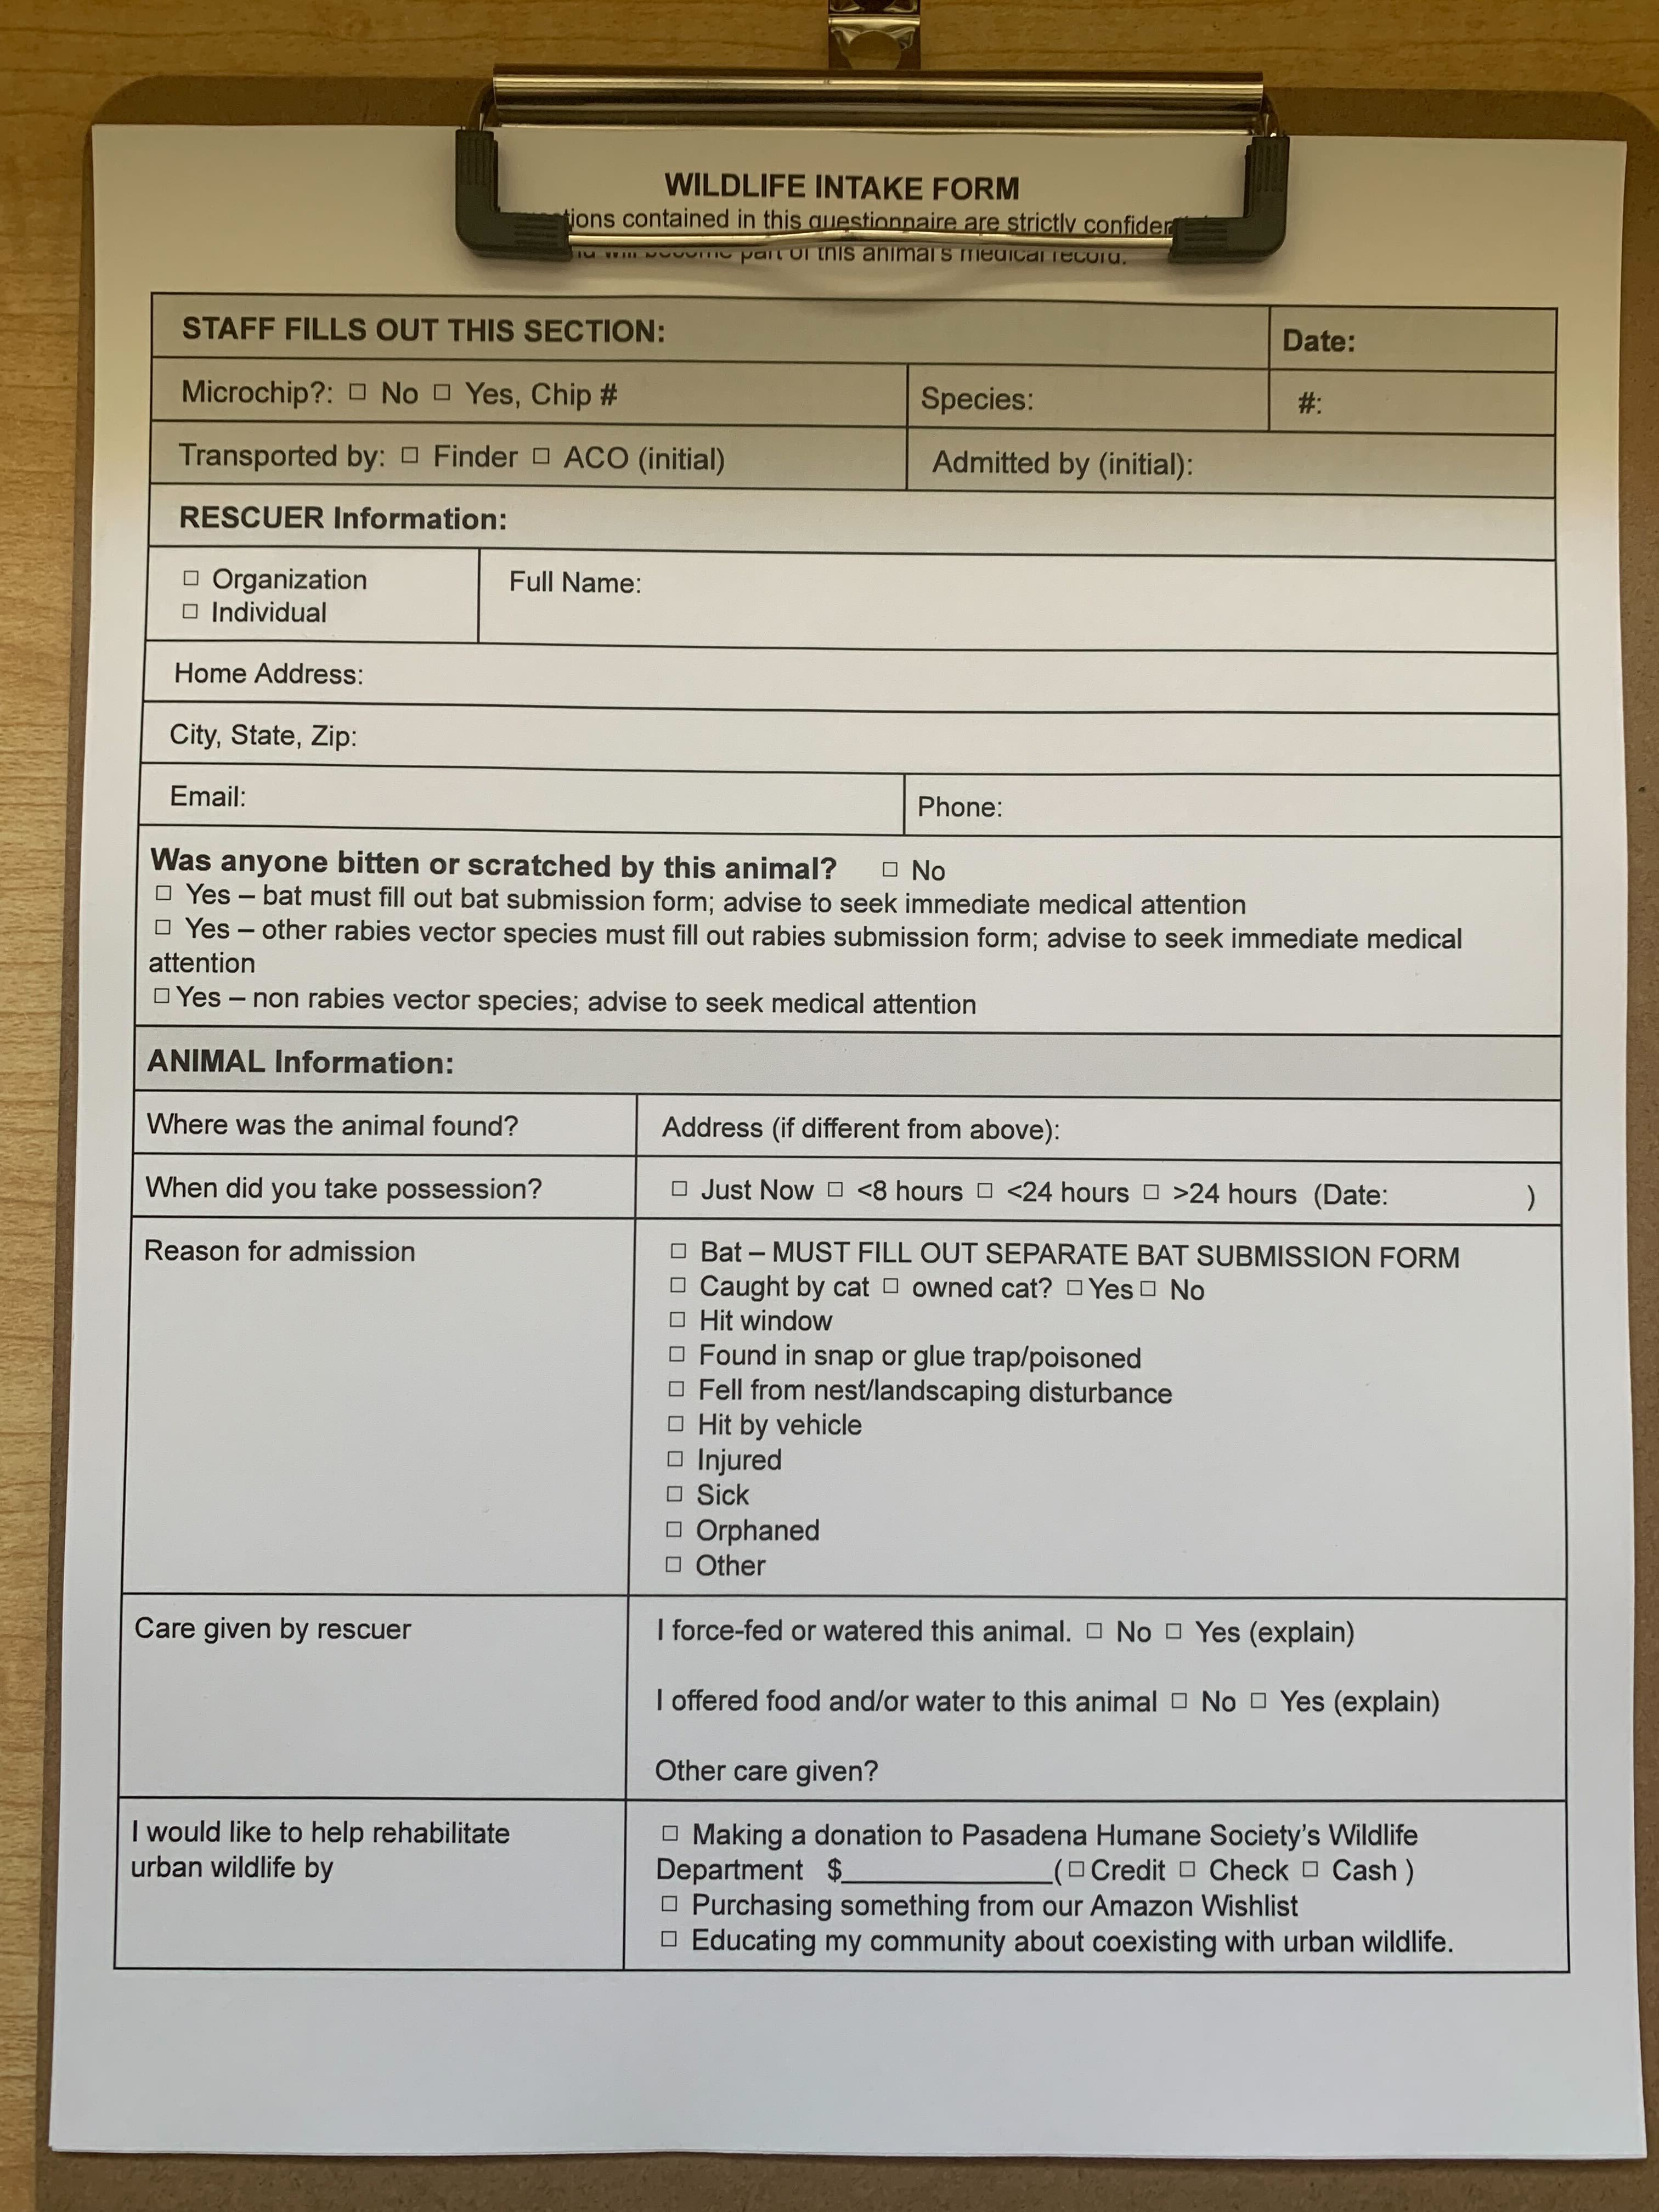 WILDLIFE INTAKE FORM
contained in this questionnaire are strictly
part of this animal's medical record.
STAFF FILLS OUT THIS SECTION: Date:
Microchip?: □ No □ Yes, Chip # Species: #:
Transported by: □ Finder □ ACO (initial) Admitted by (initial):
RESCUER Information:
□ Organization
□ Individual
Full Name:
Home Address:
City, State, Zip:
Email: Phone:
Was anyone bitten or scratched by this animal? □ No
□ Yes – bat must fill out bat submission form; advise to seek immediate medical attention
□ Yes – other rabies vector species must fill out rabies submission form; advise to seek immediate medical
attention
□ Yes – non rabies vector species; advise to seek medical attention
ANIMAL Information:
Where was the animal found? Address (if different from above):
When did you take possession? □ Just Now □ <8 hours □ <24 hours □ >24 hours (Date: )
Reason for admission
□ Bat – MUST FILL OUT SEPARATE BAT SUBMISSION FORM
□ Caught by cat □ owned cat? □ Yes □ No
□ Hit window
□ Found in snap or glue trap/poisoned
□ Fell from nest/landscaping disturbance
□ Hit by vehicle
□ Injured
□ Sick
□ Orphaned
□ Other
Care given by rescuer
I force-fed or watered this animal. □ No □ Yes (explain)
I offered food and/or water to this animal □ No □ Yes (explain)
Other care given?
I would like to help rehabilitate
urban wildlife by
□ Making a donation to Pasadena Humane Society's Wildlife
Department $______________( □ Credit □ Check □ Cash )
□ Purchasing something from our Amazon Wishlist
□ Educating my community about coexisting with urban wildlife.